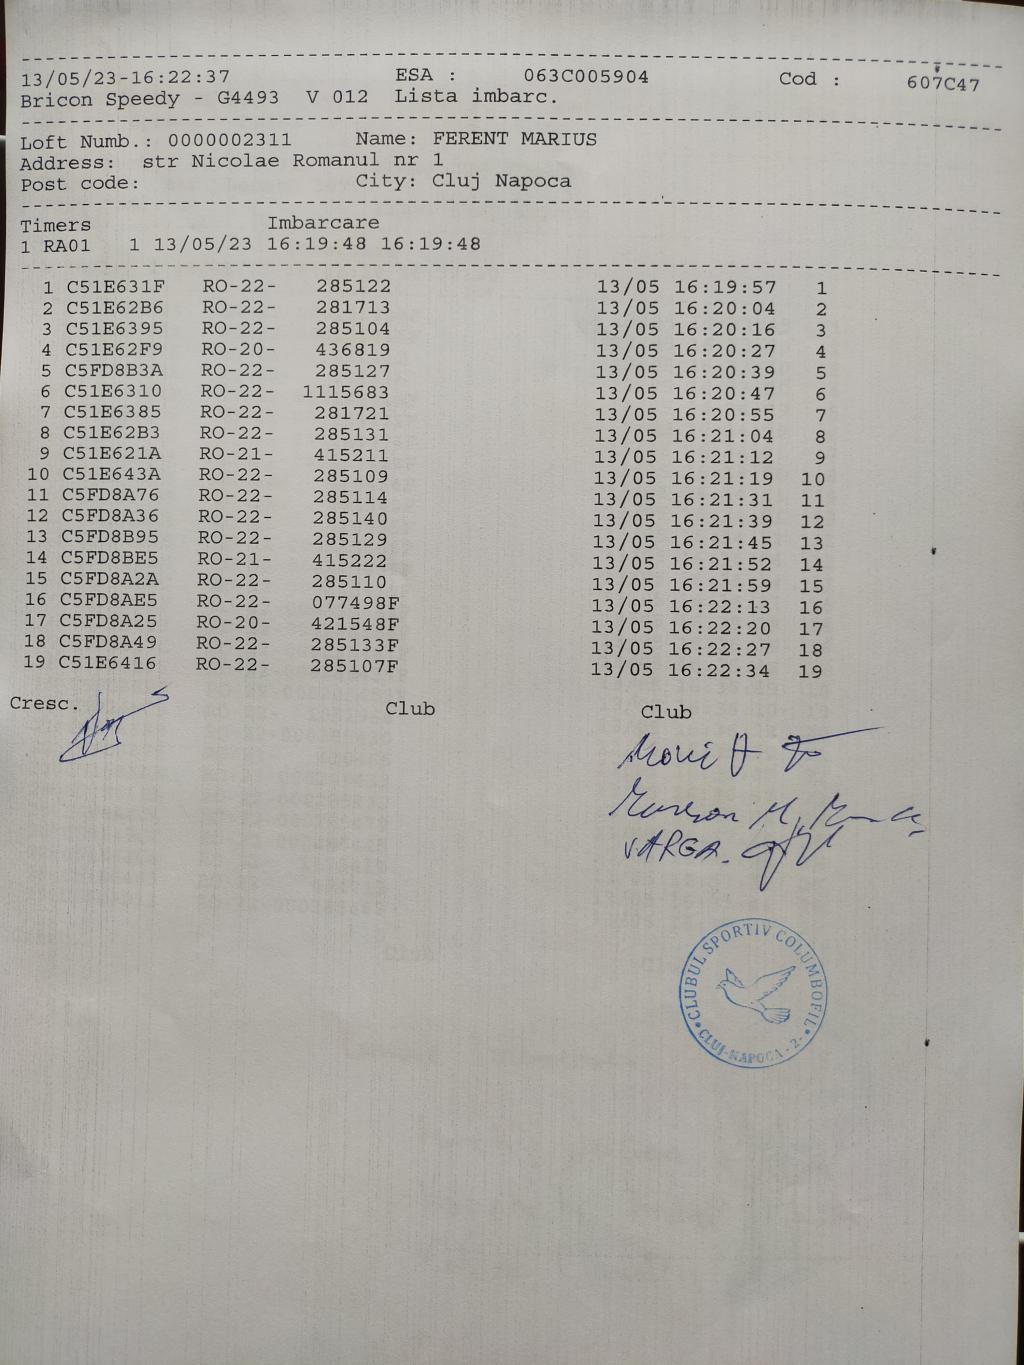 13/05/23-16:22:37 ESA : 063C005904 Cod : 607C47
Bricon Speedy - G4493 V 012 Lista imbarc.
Loft Numb.: 0000002311 Name: FERENT MARIUS
Address: str Nicolae Romanul nr 1
Post code: City: Cluj Napoca
Timers Imbarcare
1 RA01 1 13/05/23 16:19:48 16:19:48
1 C51E631F RO-22- 285122 13/05 16:19:57 1
2 C51E62B6 RO-22- 281713 13/05 16:20:04 2
3 C51E6395 RO-22- 285104 13/05 16:20:16 3
4 C51E62F9 RO-20- 436819 13/05 16:20:27 4
5 C5FD8B3A RO-22- 285127 13/05 16:20:39 5
6 C51E6310 RO-22- 1115683 13/05 16:20:47 6
7 C51E6385 RO-22- 281721 13/05 16:20:55 7
8 C51E62B3 RO-22- 285131 13/05 16:21:04 8
9 C51E621A RO-21- 415211 13/05 16:21:12 9
10 C51E643A RO-22- 285109 13/05 16:21:19 10
11 C5FD8A76 RO-22- 285114 13/05 16:21:31 11
12 C5FD8A36 RO-22- 285140 13/05 16:21:39 12
13 C5FD8B95 RO-22- 285129 13/05 16:21:45 13
14 C5FD8BE5 RO-21- 415222 13/05 16:21:52 14
15 C5FD8A2A RO-22- 285110 13/05 16:21:59 15
16 C5FD8AE5 RO-22- 077498F 13/05 16:22:13 16
17 C5FD8A25 RO-20- 421548F 13/05 16:22:20 17
18 C5FD8A49 RO-22- 285133F 13/05 16:22:27 18
19 C51E6416 RO-22- 285107F 13/05 16:22:34 19
Cresc. Club Club
VARGA.
CLUBUL SPORTIV COLUMBOFIL
CLUJ-NAPOCA - 2-